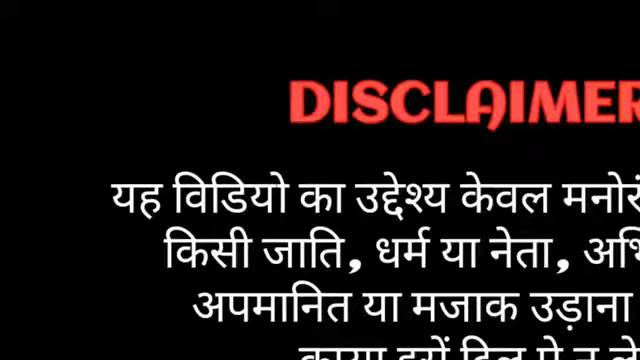 DISCLAIMER
यह विडियो का उद्देश्य केवल
किसी जाति, धर्म या नेता,
अपमानित या मजाक उड़ाना